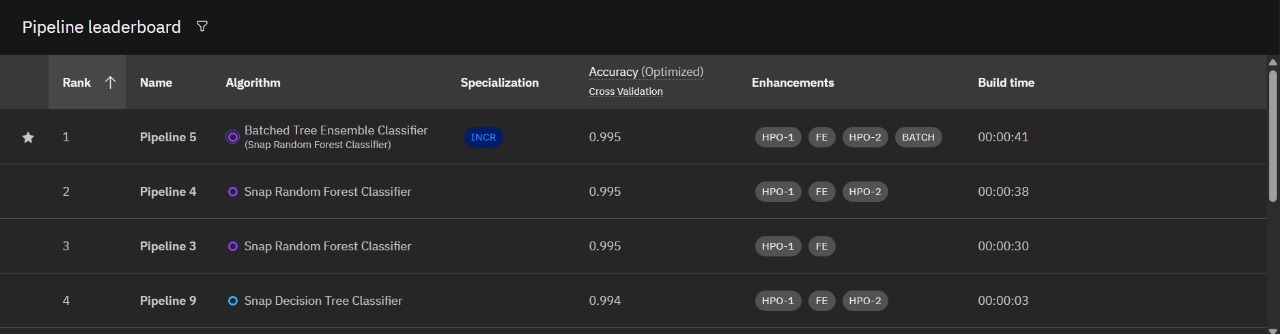 Pipeline leaderboard
Rank Name Algorithm Specialization Accuracy (Optimized) Enhancements Build time
Cross Validation
1 Pipeline 5 Batched Tree Ensemble Classifier INCR 0.995 HPO-1 FE HPO-2 BATCH 00:00:41
(Snap Random Forest Classifier)
2 Pipeline 4 Snap Random Forest Classifier 0.995 HPO-1 FE HPO-2 00:00:38
3 Pipeline 3 Snap Random Forest Classifier 0.995 HPO-1 FE 00:00:30
4 Pipeline 9 Snap Decision Tree Classifier 0.994 HPO-1 FE HPO-2 00:00:03